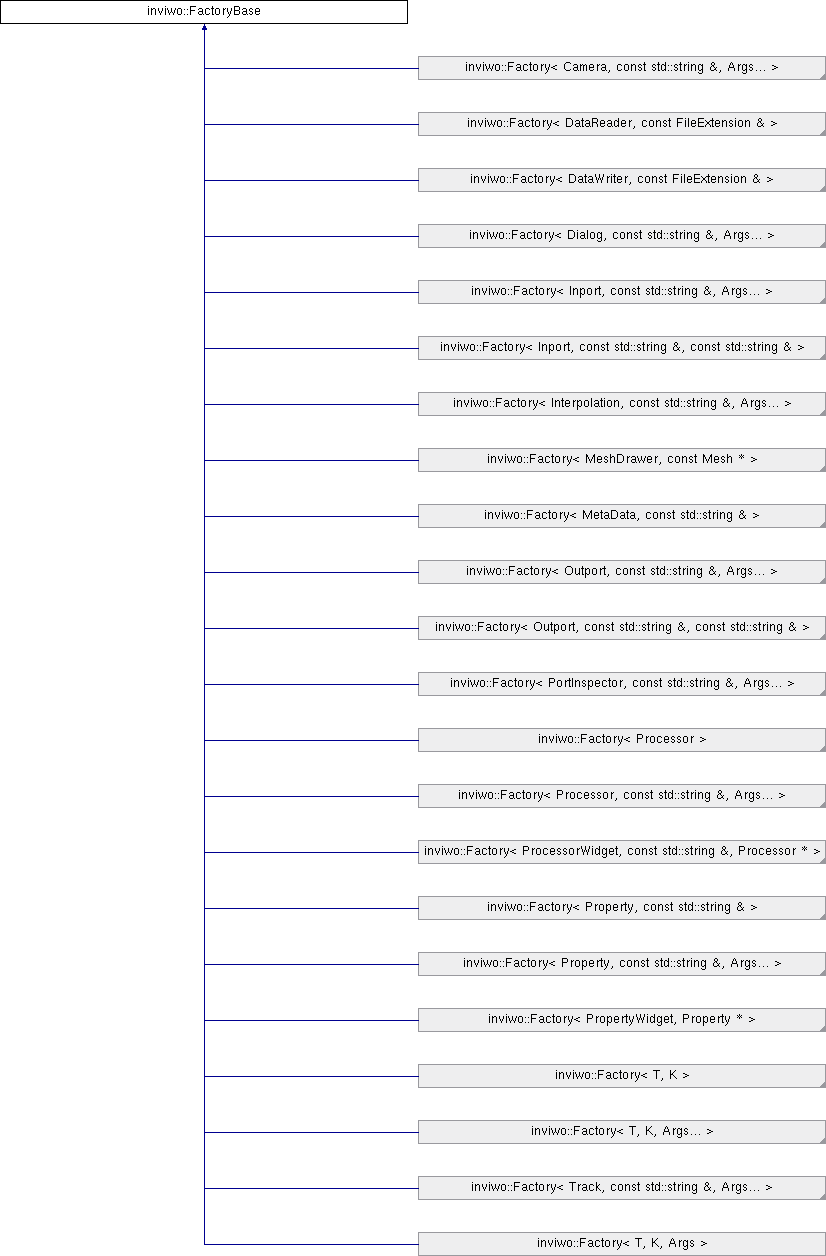 inviwo::FactoryBase
inviwo::Factory< Camera, const std::string &, Args... >
inviwo::Factory< DataReader, const FileExtension & >
inviwo::Factory< DataWriter, const FileExtension & >
inviwo::Factory< Dialog, const std::string &, Args... >
inviwo::Factory< Inport, const std::string &, Args... >
inviwo::Factory< Inport, const std::string &, const std::string & >
inviwo::Factory< Interpolation, const std::string &, Args... >
inviwo::Factory< MeshDrawer, const Mesh * >
inviwo::Factory< MetaData, const std::string & >
inviwo::Factory< Outport, const std::string &, Args... >
inviwo::Factory< Outport, const std::string &, const std::string & >
inviwo::Factory< PortInspector, const std::string &, Args... >
inviwo::Factory< Processor >
inviwo::Factory< Processor, const std::string &, Args... >
inviwo::Factory< ProcessorWidget, const std::string &, Processor * >
inviwo::Factory< Property, const std::string & >
inviwo::Factory< Property, const std::string &, Args... >
inviwo::Factory< PropertyWidget, Property * >
inviwo::Factory< T, K >
inviwo::Factory< T, K, Args... >
inviwo::Factory< Track, const std::string &, Args... >
inviwo::Factory< T, K, Args >